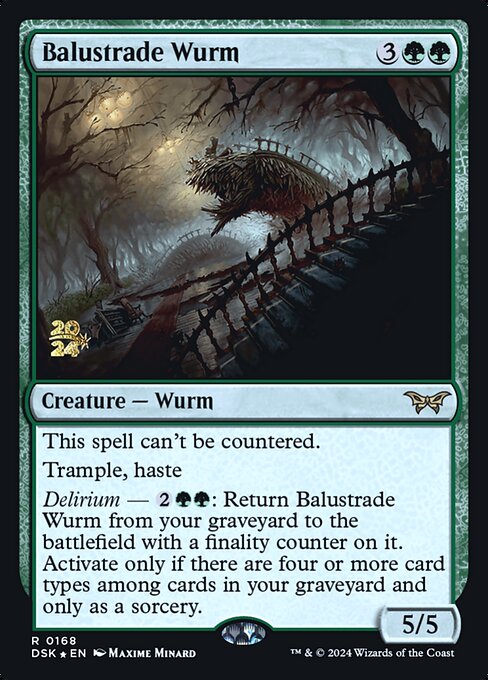 Balustrade Wurm 3
2024
Creature — Wurm
This spell can't be countered.
Trample, haste
Delirium — 2 : Return Balustrade
Wurm from your graveyard to the
battlefield with a finality counter on it.
Activate only if there are four or more card
types among cards in your graveyard and
only as a sorcery.
5/5
R 0168
DSK ★ EN Maxime Minard
™ & © 2024 Wizards of the Coast